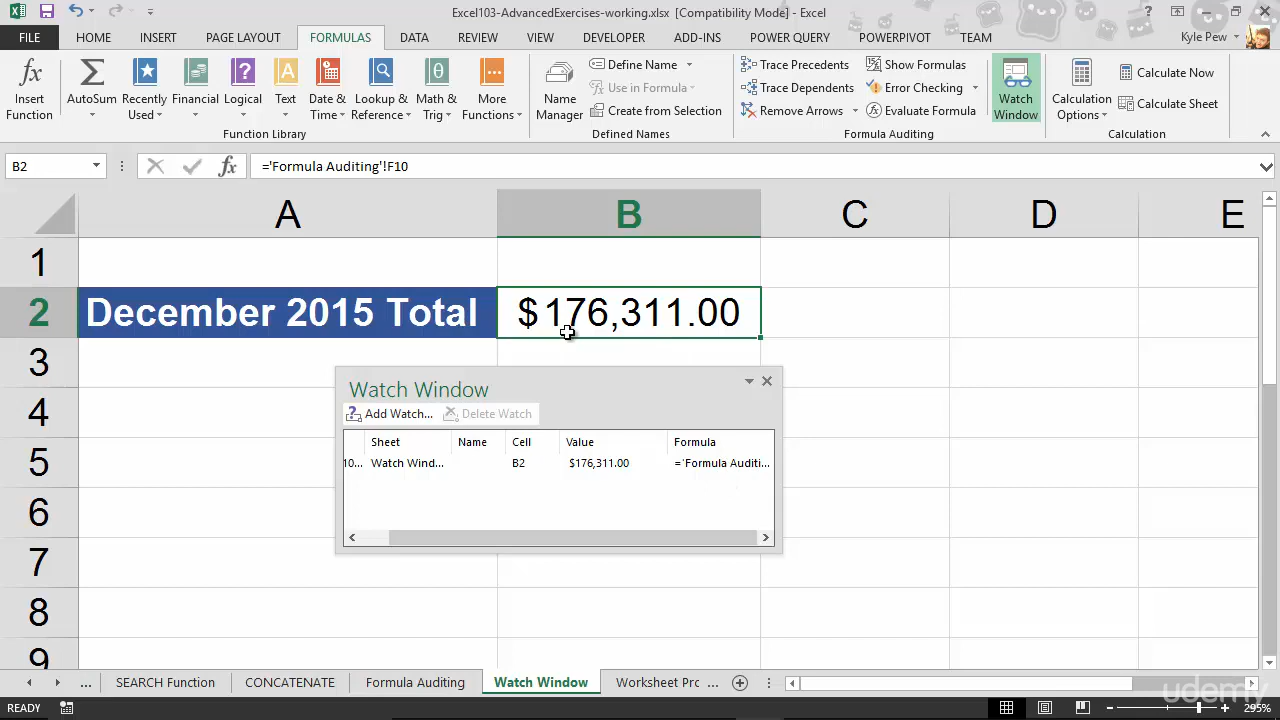 Excel103-AdvancedExercises-working.xlsx [Compatibility Mode] - Excel
FILE HOME INSERT PAGE LAYOUT FORMULAS DATA REVIEW VIEW DEVELOPER ADD-INS POWER QUERY POWERPIVOT TEAM Kyle Pew
Insert Function
AutoSum
Recently Used
Financial
Logical
Text
Date & Time
Lookup & Reference
Math & Trig
More Functions
Function Library
Name Manager
Define Name
Use in Formula
Create from Selection
Defined Names
Trace Precedents
Trace Dependents
Remove Arrows
Show Formulas
Error Checking
Evaluate Formula
Formula Auditing
Watch Window
Calculation Options
Calculate Now
Calculate Sheet
Calculation
B2 fx ='Formula Auditing'!F10
A B C D E
1
2 December 2015 Total $176,311.00
3
4
5
6
7
8
9
Watch Window
Add Watch... Delete Watch
Sheet Name Cell Value Formula
10... Watch Wind... B2 $176,311.00 ='Formula Auditi...
... SEARCH Function CONCATENATE Formula Auditing Watch Window Worksheet Prc ...
READY 295%
udemy